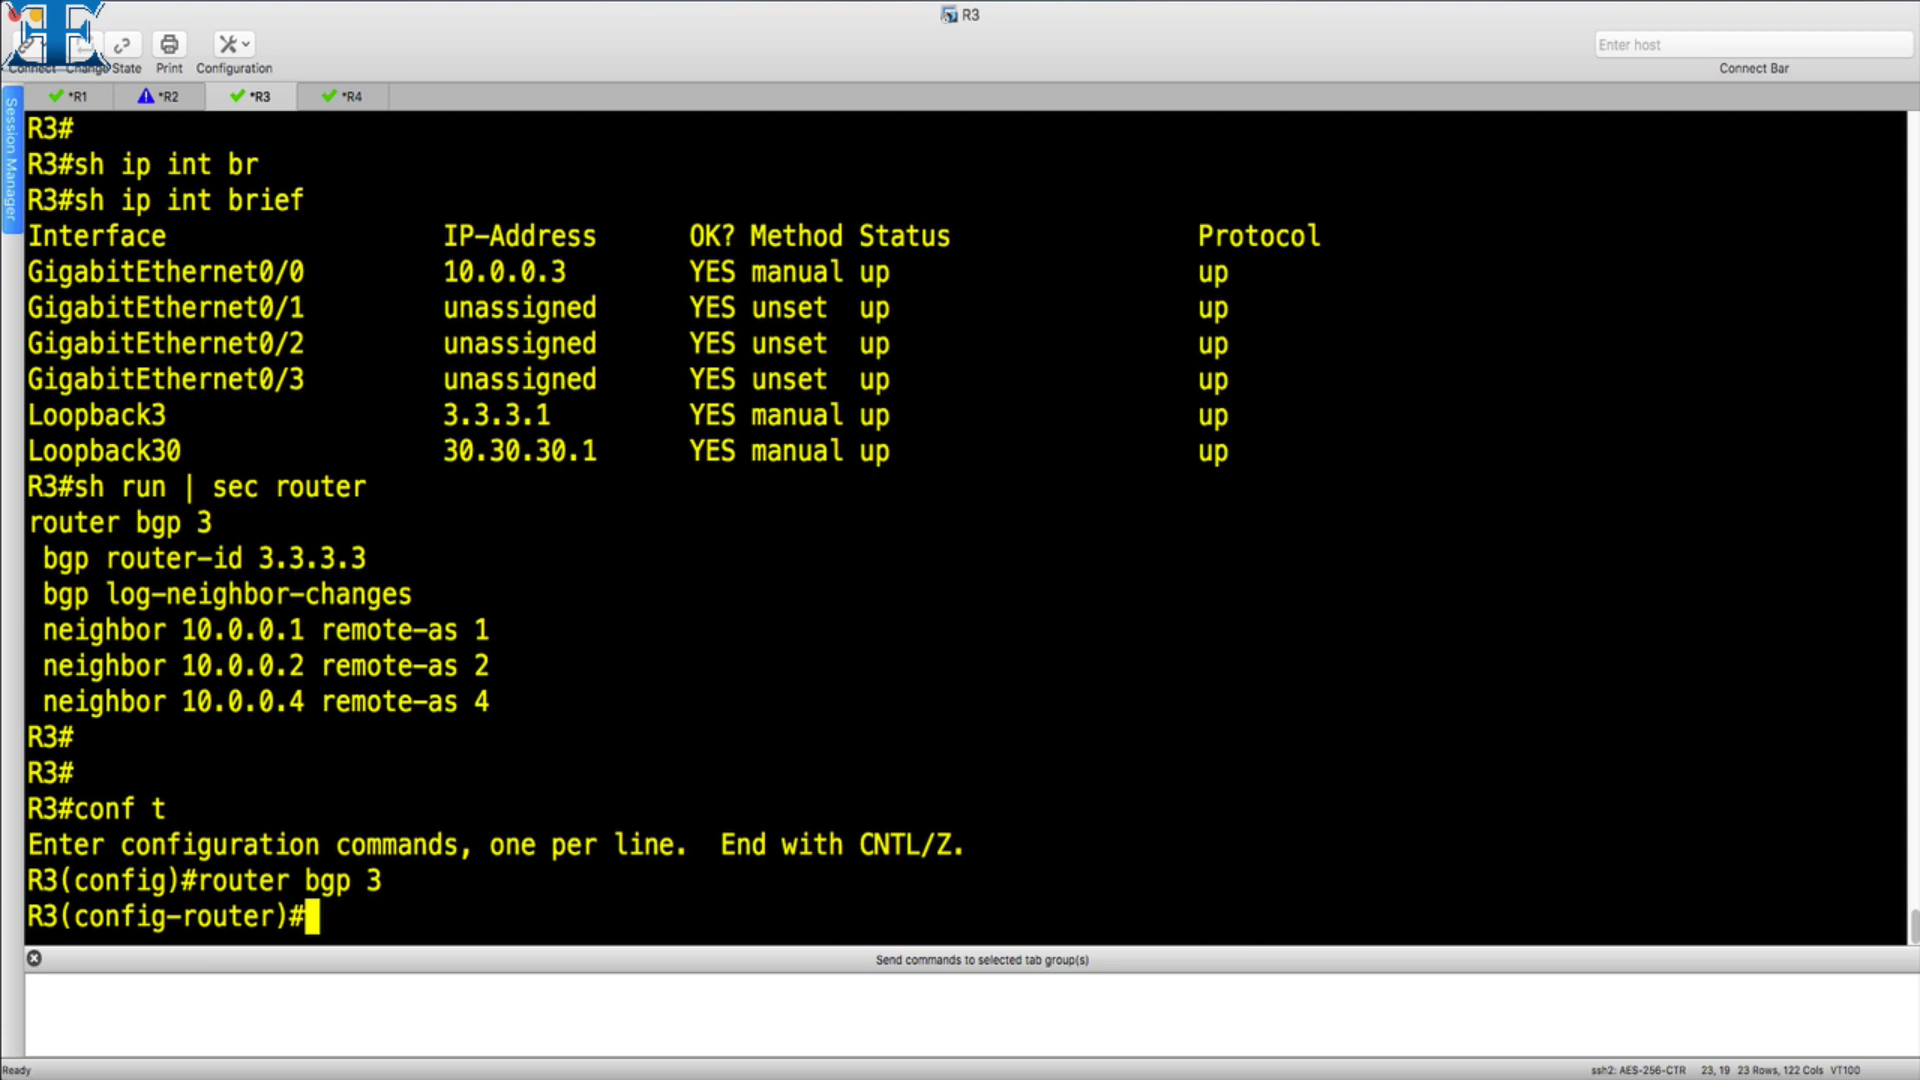 R3
Connect Change State Print Configuration
Enter host
Connect Bar
*R1 *R2 *R3 *R4
Session Manager
R3#
R3#sh ip int br
R3#sh ip int brief
Interface IP-Address OK? Method Status Protocol
GigabitEthernet0/0 10.0.0.3 YES manual up up
GigabitEthernet0/1 unassigned YES unset up up
GigabitEthernet0/2 unassigned YES unset up up
GigabitEthernet0/3 unassigned YES unset up up
Loopback3 3.3.3.1 YES manual up up
Loopback30 30.30.30.1 YES manual up up
R3#sh run | sec router
router bgp 3
bgp router-id 3.3.3.3
bgp log-neighbor-changes
neighbor 10.0.0.1 remote-as 1
neighbor 10.0.0.2 remote-as 2
neighbor 10.0.0.4 remote-as 4
R3#
R3#
R3#conf t
Enter configuration commands, one per line. End with CNTL/Z.
R3(config)#router bgp 3
R3(config-router)#
Send commands to selected tab group(s)
Ready ssh2: AES-256-CTR 23, 19 23 Rows, 122 Cols VT100